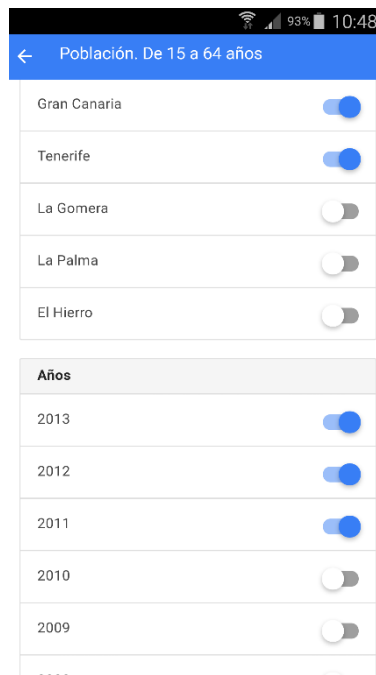 93% 10:48
Población. De 15 a 64 años
Gran Canaria
Tenerife
La Gomera
La Palma
El Hierro
Años
2013
2012
2011
2010
2009